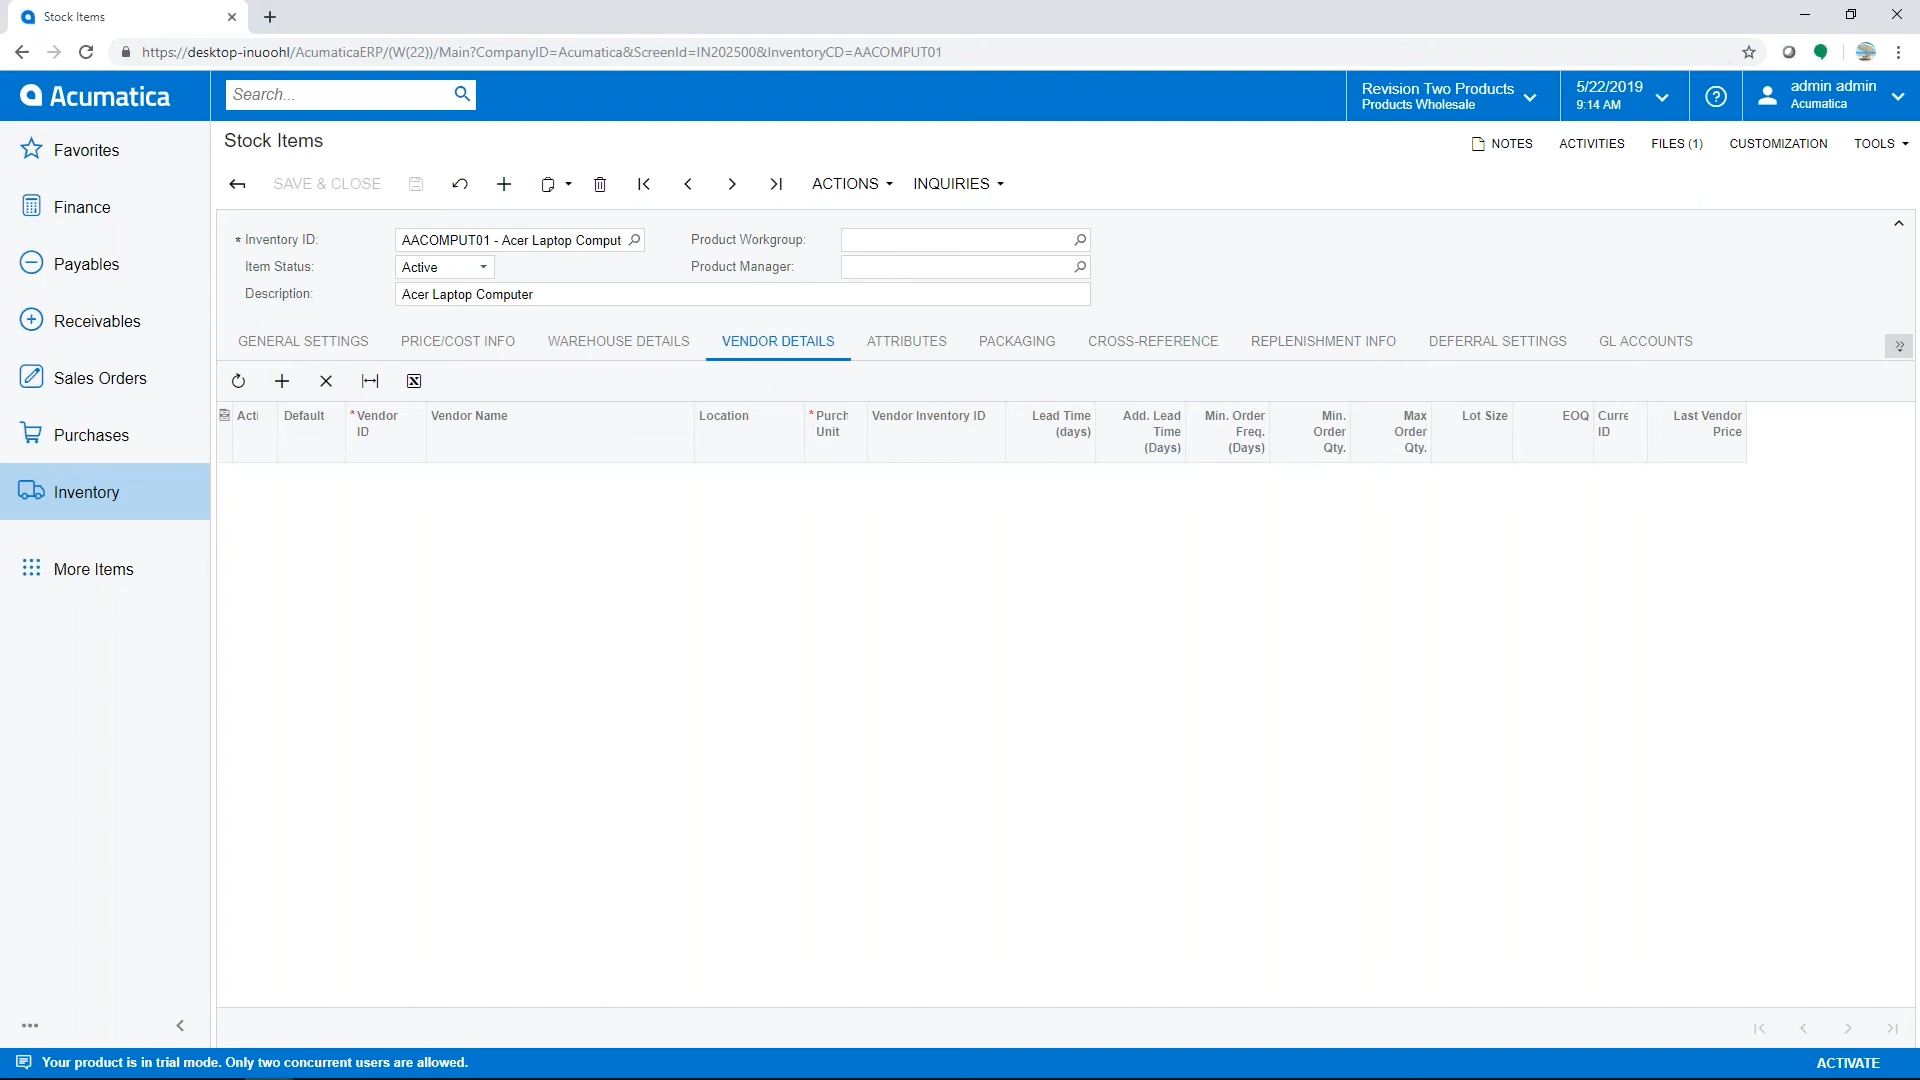 Stock Items
https://desktop-inuoohl/AcumaticaERP/(W(22))/Main?CompanyID=Acumatica&ScreenId=IN202500&InventoryCD=AACOMPUT01
Acumatica
Search...
Revision Two Products
Products Wholesale
5/22/2019
9:14 AM
admin admin
Acumatica
Favorites
Finance
Payables
Receivables
Sales Orders
Purchases
Inventory
More Items
Stock Items
NOTES ACTIVITIES FILES (1) CUSTOMIZATION TOOLS
SAVE & CLOSE ACTIONS INQUIRIES
* Inventory ID: AACOMPUT01 - Acer Laptop Comput Product Workgroup:
Item Status: Active Product Manager:
Description: Acer Laptop Computer
GENERAL SETTINGS PRICE/COST INFO WAREHOUSE DETAILS VENDOR DETAILS ATTRIBUTES PACKAGING CROSS-REFERENCE REPLENISHMENT INFO DEFERRAL SETTINGS GL ACCOUNTS
Acti Default * Vendor Vendor Name Location * Purch Vendor Inventory ID Lead Time Add. Lead Min. Order Min. Max Lot Size EOQ Curre Last Vendor
ID Unit (days) Time Freq. Order Order ID Price
(Days) (Days) Qty. Qty.
Your product is in trial mode. Only two concurrent users are allowed. ACTIVATE